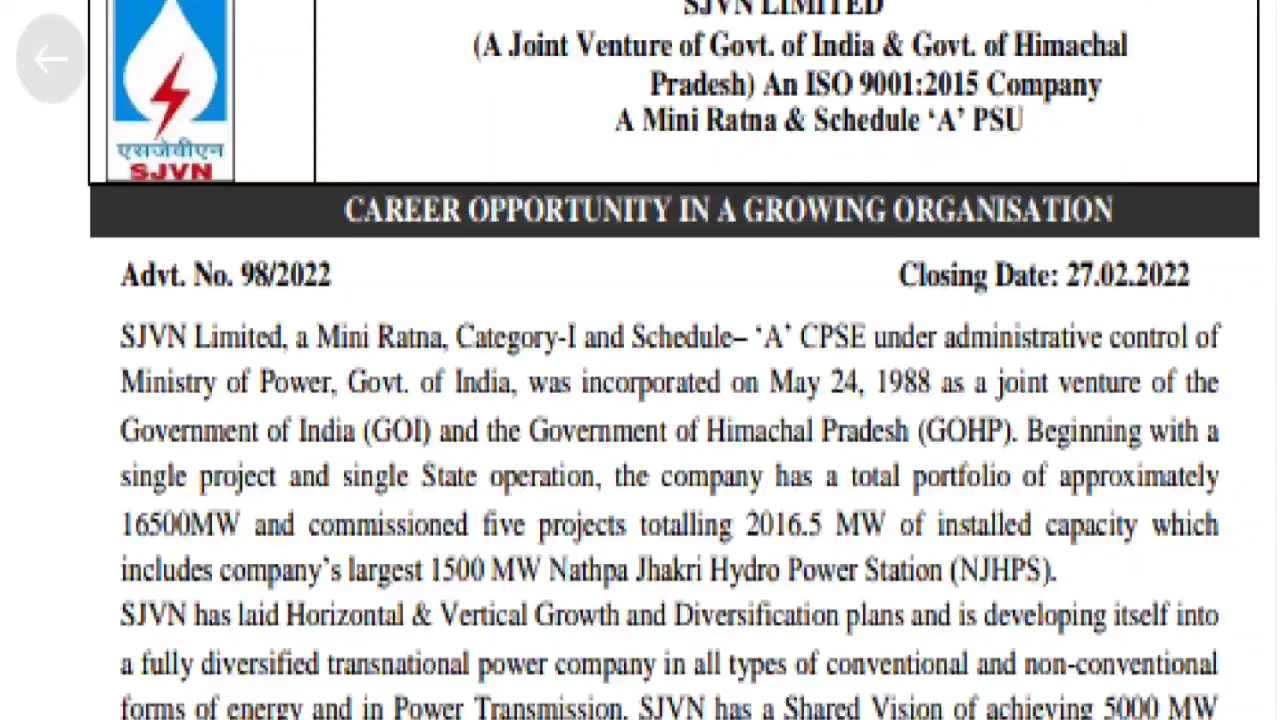 SJVN LIMITED
(A Joint Venture of Govt. of India & Govt. of Himachal
Pradesh) An ISO 9001:2015 Company
A Mini Ratna & Schedule ‘A’ PSU
एसजेवीएन
SJVN
CAREER OPPORTUNITY IN A GROWING ORGANISATION
Advt. No. 98/2022 Closing Date: 27.02.2022
SJVN Limited, a Mini Ratna, Category-I and Schedule– ‘A’ CPSE under administrative control of
Ministry of Power, Govt. of India, was incorporated on May 24, 1988 as a joint venture of the
Government of India (GOI) and the Government of Himachal Pradesh (GOHP). Beginning with a
single project and single State operation, the company has a total portfolio of approximately
16500MW and commissioned five projects totalling 2016.5 MW of installed capacity which
includes company’s largest 1500 MW Nathpa Jhakri Hydro Power Station (NJHPS).
SJVN has laid Horizontal & Vertical Growth and Diversification plans and is developing itself into
a fully diversified transnational power company in all types of conventional and non-conventional
forms of energy and in Power Transmission. SJVN has a Shared Vision of achieving 5000 MW